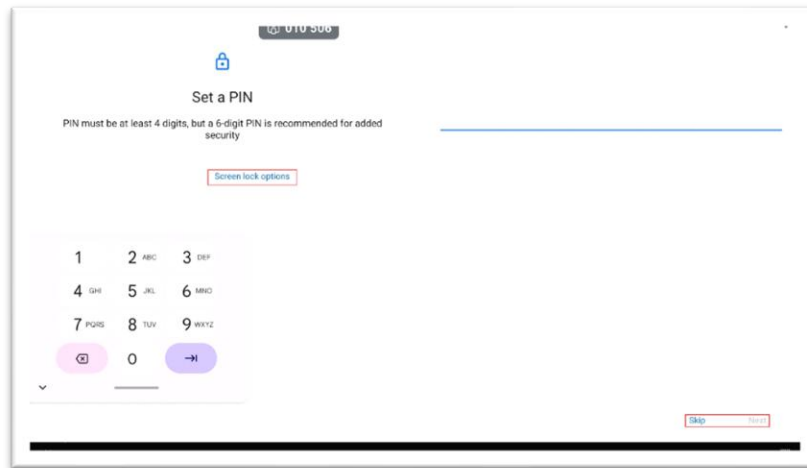 010 506
Set a PIN
PIN must be at least 4 digits, but a 6-digit PIN is recommended for added
security
Screen lock options
1
2 ABC
3 DEF
4 GHI
5 JKL
6 MNO
7 PQRS
8 TUV
9 WXYZ
0
Skip
Next